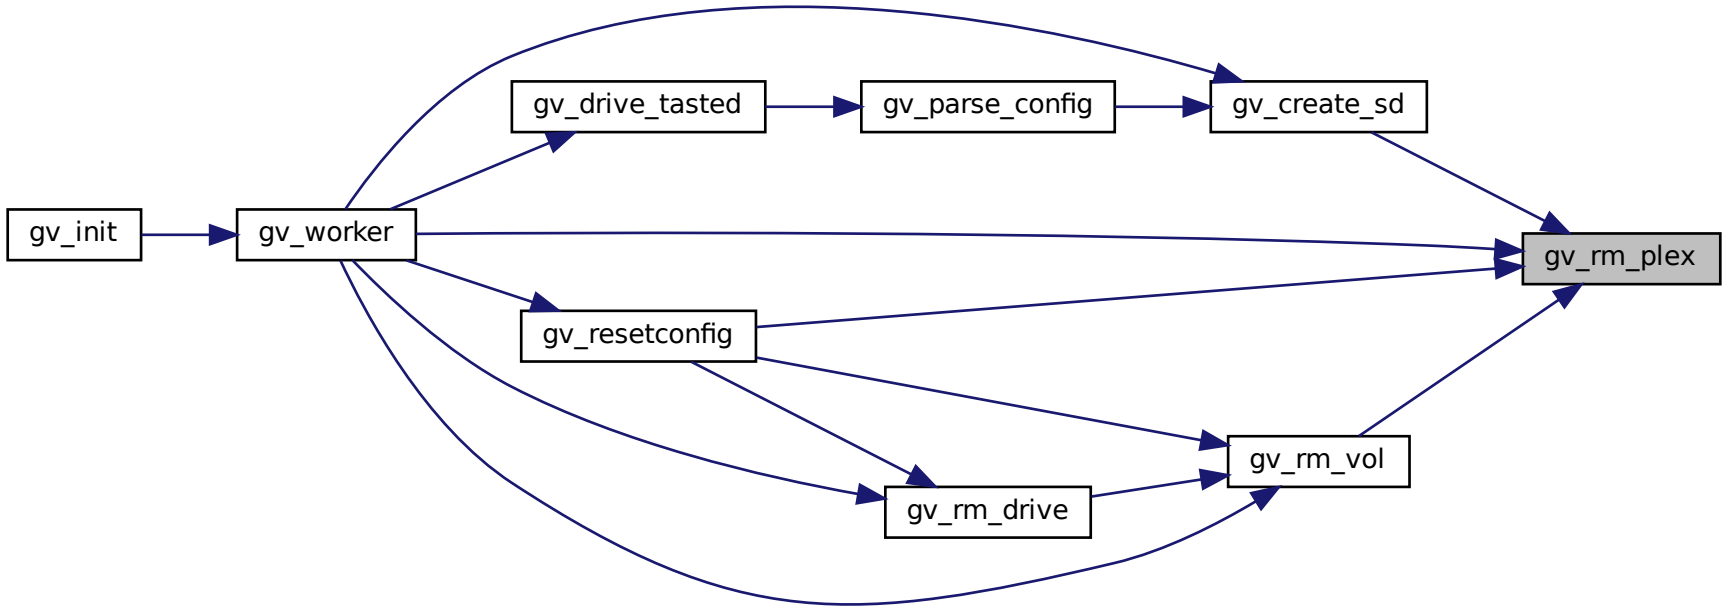 gv_drive_tasted
gv_parse_config
gv_create_sd
gv_init
gv_worker
gv_rm_plex
gv_resetconfig
gv_rm_vol
gv_rm_drive